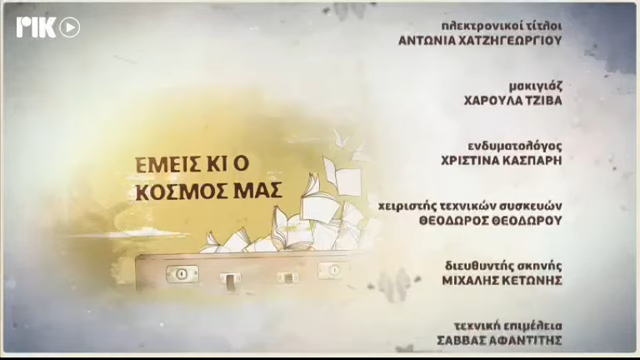 ΡΙΚ
ΕΜΕΙΣ ΚΙ Ο
ΚΟΣΜΟΣ ΜΑΣ
ηλεκτρονικοί τίτλοι
ΑΝΤΩΝΙΑ ΧΑΤΖΗΓΕΩΡΓΙΟΥ
μακιγιάζ
ΧΑΡΟΥΛΑ ΤΖΙΒΑ
ενδυματολόγος
ΧΡΙΣΤΙΝΑ ΚΑΣΠΑΡΗ
χειριστής τεχνικών συσκευών
ΘΕΟΔΩΡΟΣ ΘΕΟΔΩΡΟΥ
διευθυντής σκηνής
ΜΙΧΑΛΗΣ ΚΕΤΩΝΗΣ
τεχνική επιμέλεια
ΣΑΒΒΑΣ ΑΦΑΝΤΙΤΗΣ